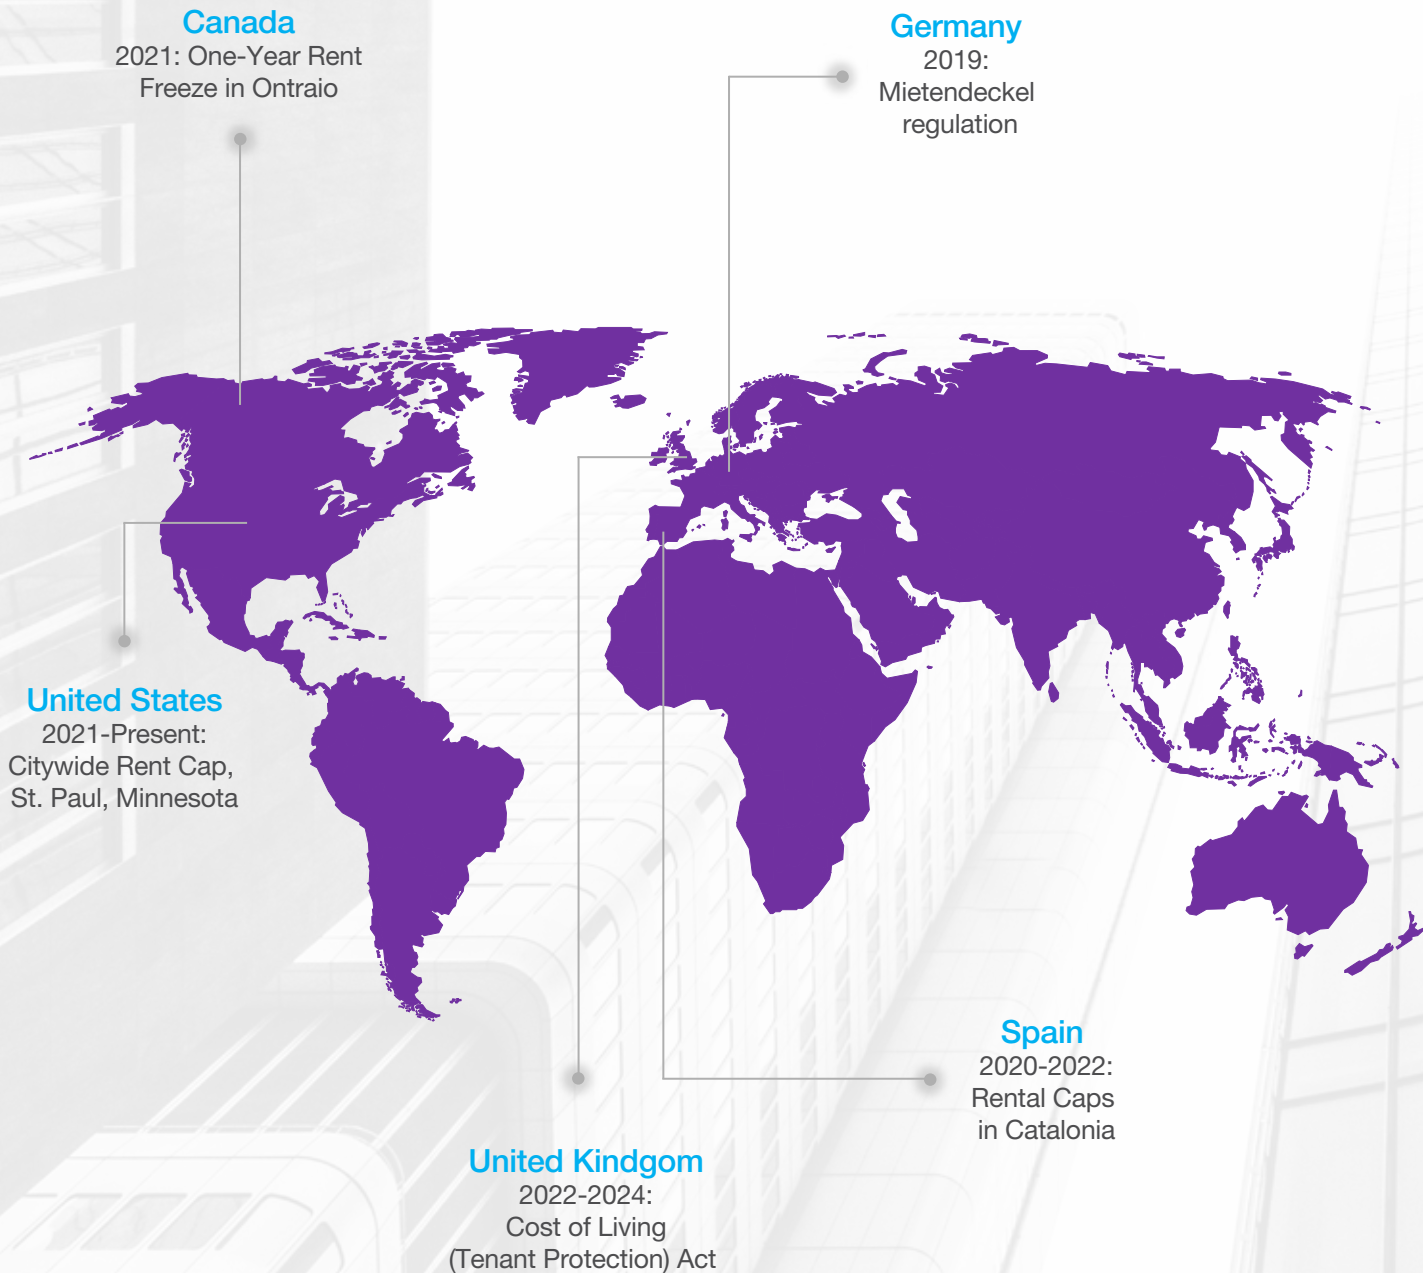 Canada
2021: One-Year Rent
Freeze in Ontraio
Germany
2019:
Mietendeckel
regulation
United States
2021-Present:
Citywide Rent Cap,
St. Paul, Minnesota
Spain
2020-2022:
Rental Caps
in Catalonia
United Kindgom
2022-2024:
Cost of Living
(Tenant Protection) Act